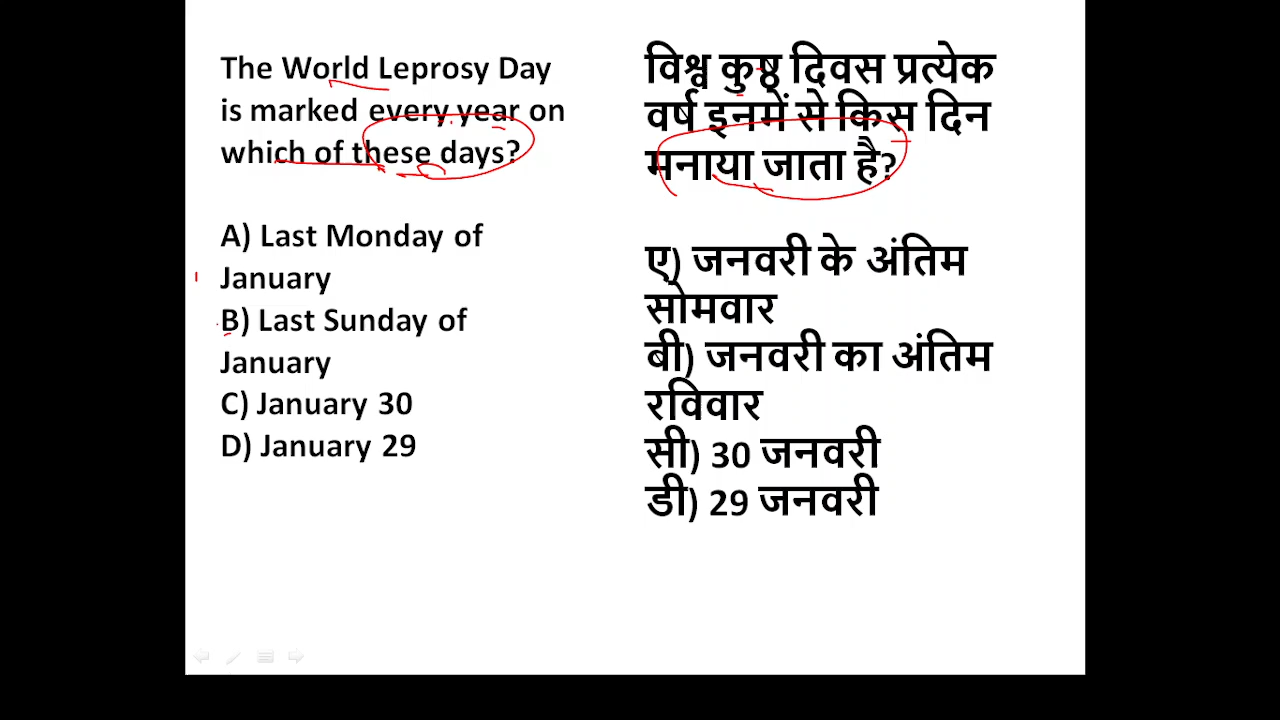 The World Leprosy Day
is marked every year on
which of these days?
A) Last Monday of
January
B) Last Sunday of
January
C) January 30
D) January 29
विश्व कुष्ठ दिवस प्रत्येक
वर्ष इनमें से किस दिन
मनाया जाता है?
ए) जनवरी के अंतिम
सोमवार
बी) जनवरी का अंतिम
रविवार
सी) 30 जनवरी
डी) 29 जनवरी